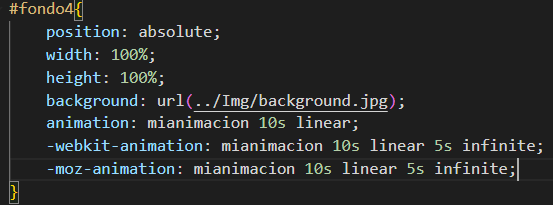 #fondo4{
position: absolute;
width: 100%;
height: 100%;
background: url(../Img/background.jpg);
animation: mianimacion 10s linear;
-webkit-animation: mianimacion 10s linear 5s infinite;
-moz-animation: mianimacion 10s linear 5s infinite;
}